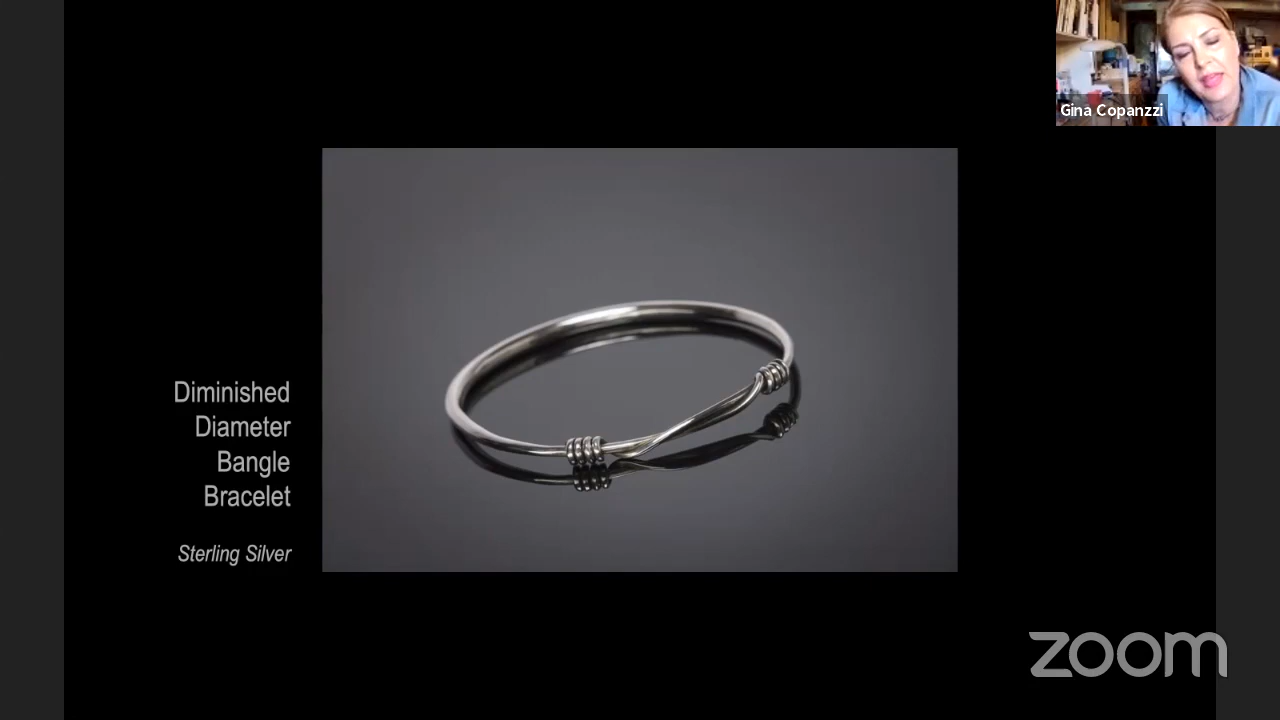 Gina Copanzzi
Diminished
Diameter
Bangle
Bracelet
Sterling Silver
zoom